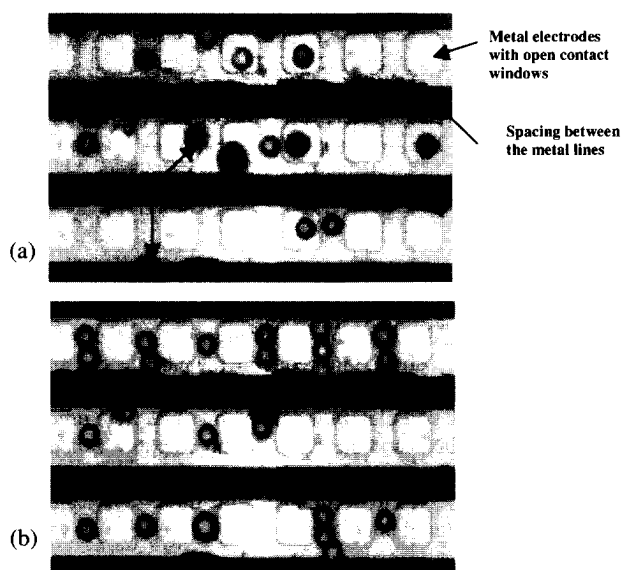 Metal electrodes
with open contact
windows
Spacing between
the metal lines
(a)
(b)